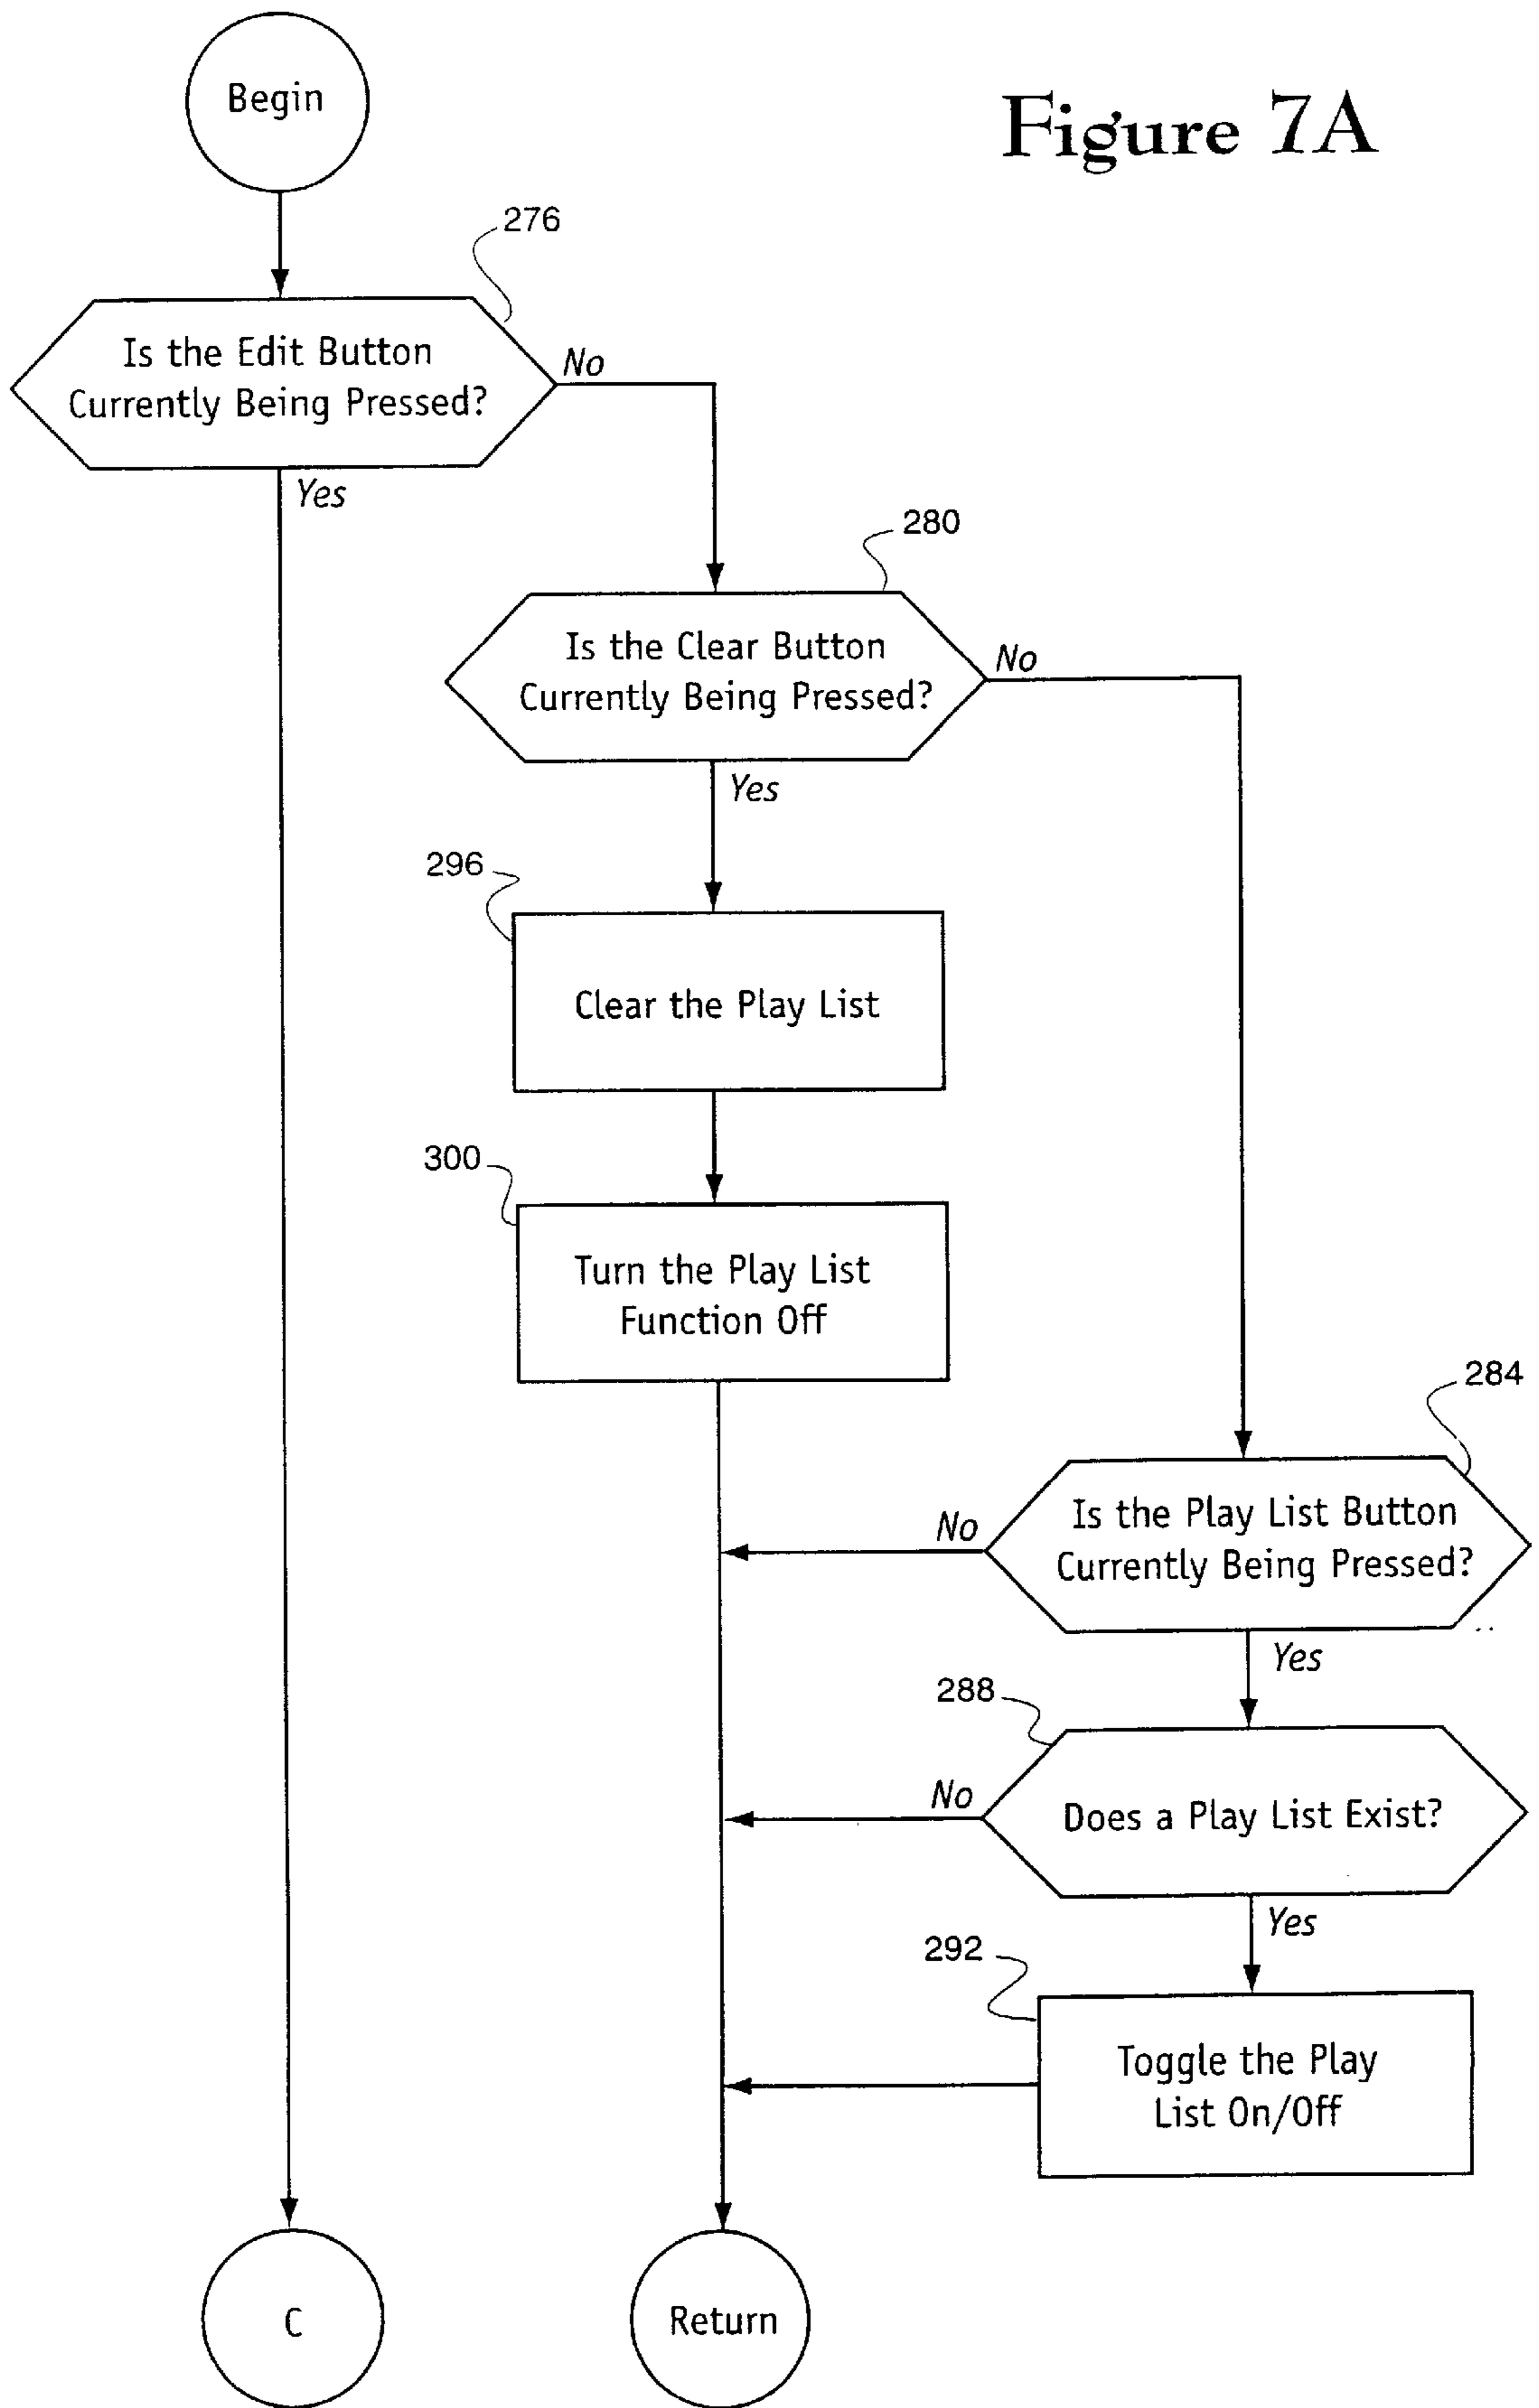 Begin
Figure 7A
276
Is the Edit Button
Currently Being Pressed?
No
Yes
280
Is the Clear Button
Currently Being Pressed?
No
Yes
296
Clear the Play List
300
Turn the Play List
Function Off
284
Is the Play List Button
Currently Being Pressed?
No
Yes
288
Does a Play List Exist?
No
Yes
292
Toggle the Play
List On/Off
C
Return